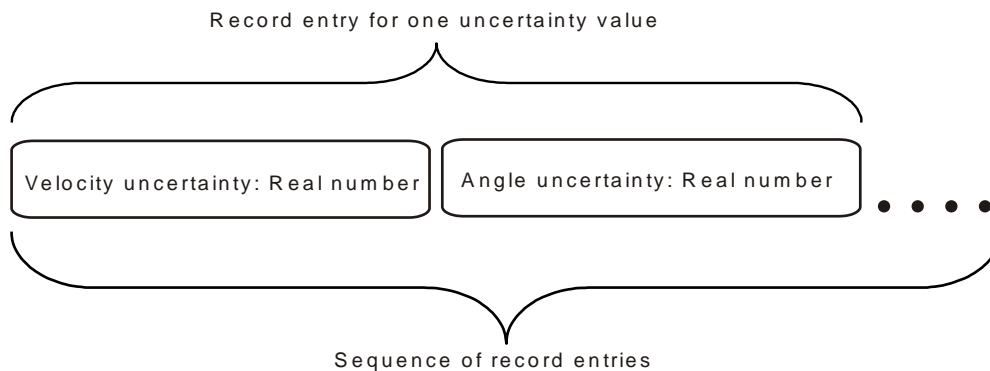 Record entry for one uncertainty value
Velocity uncertainty: Real number
Angle uncertainty: Real number
Sequence of record entries